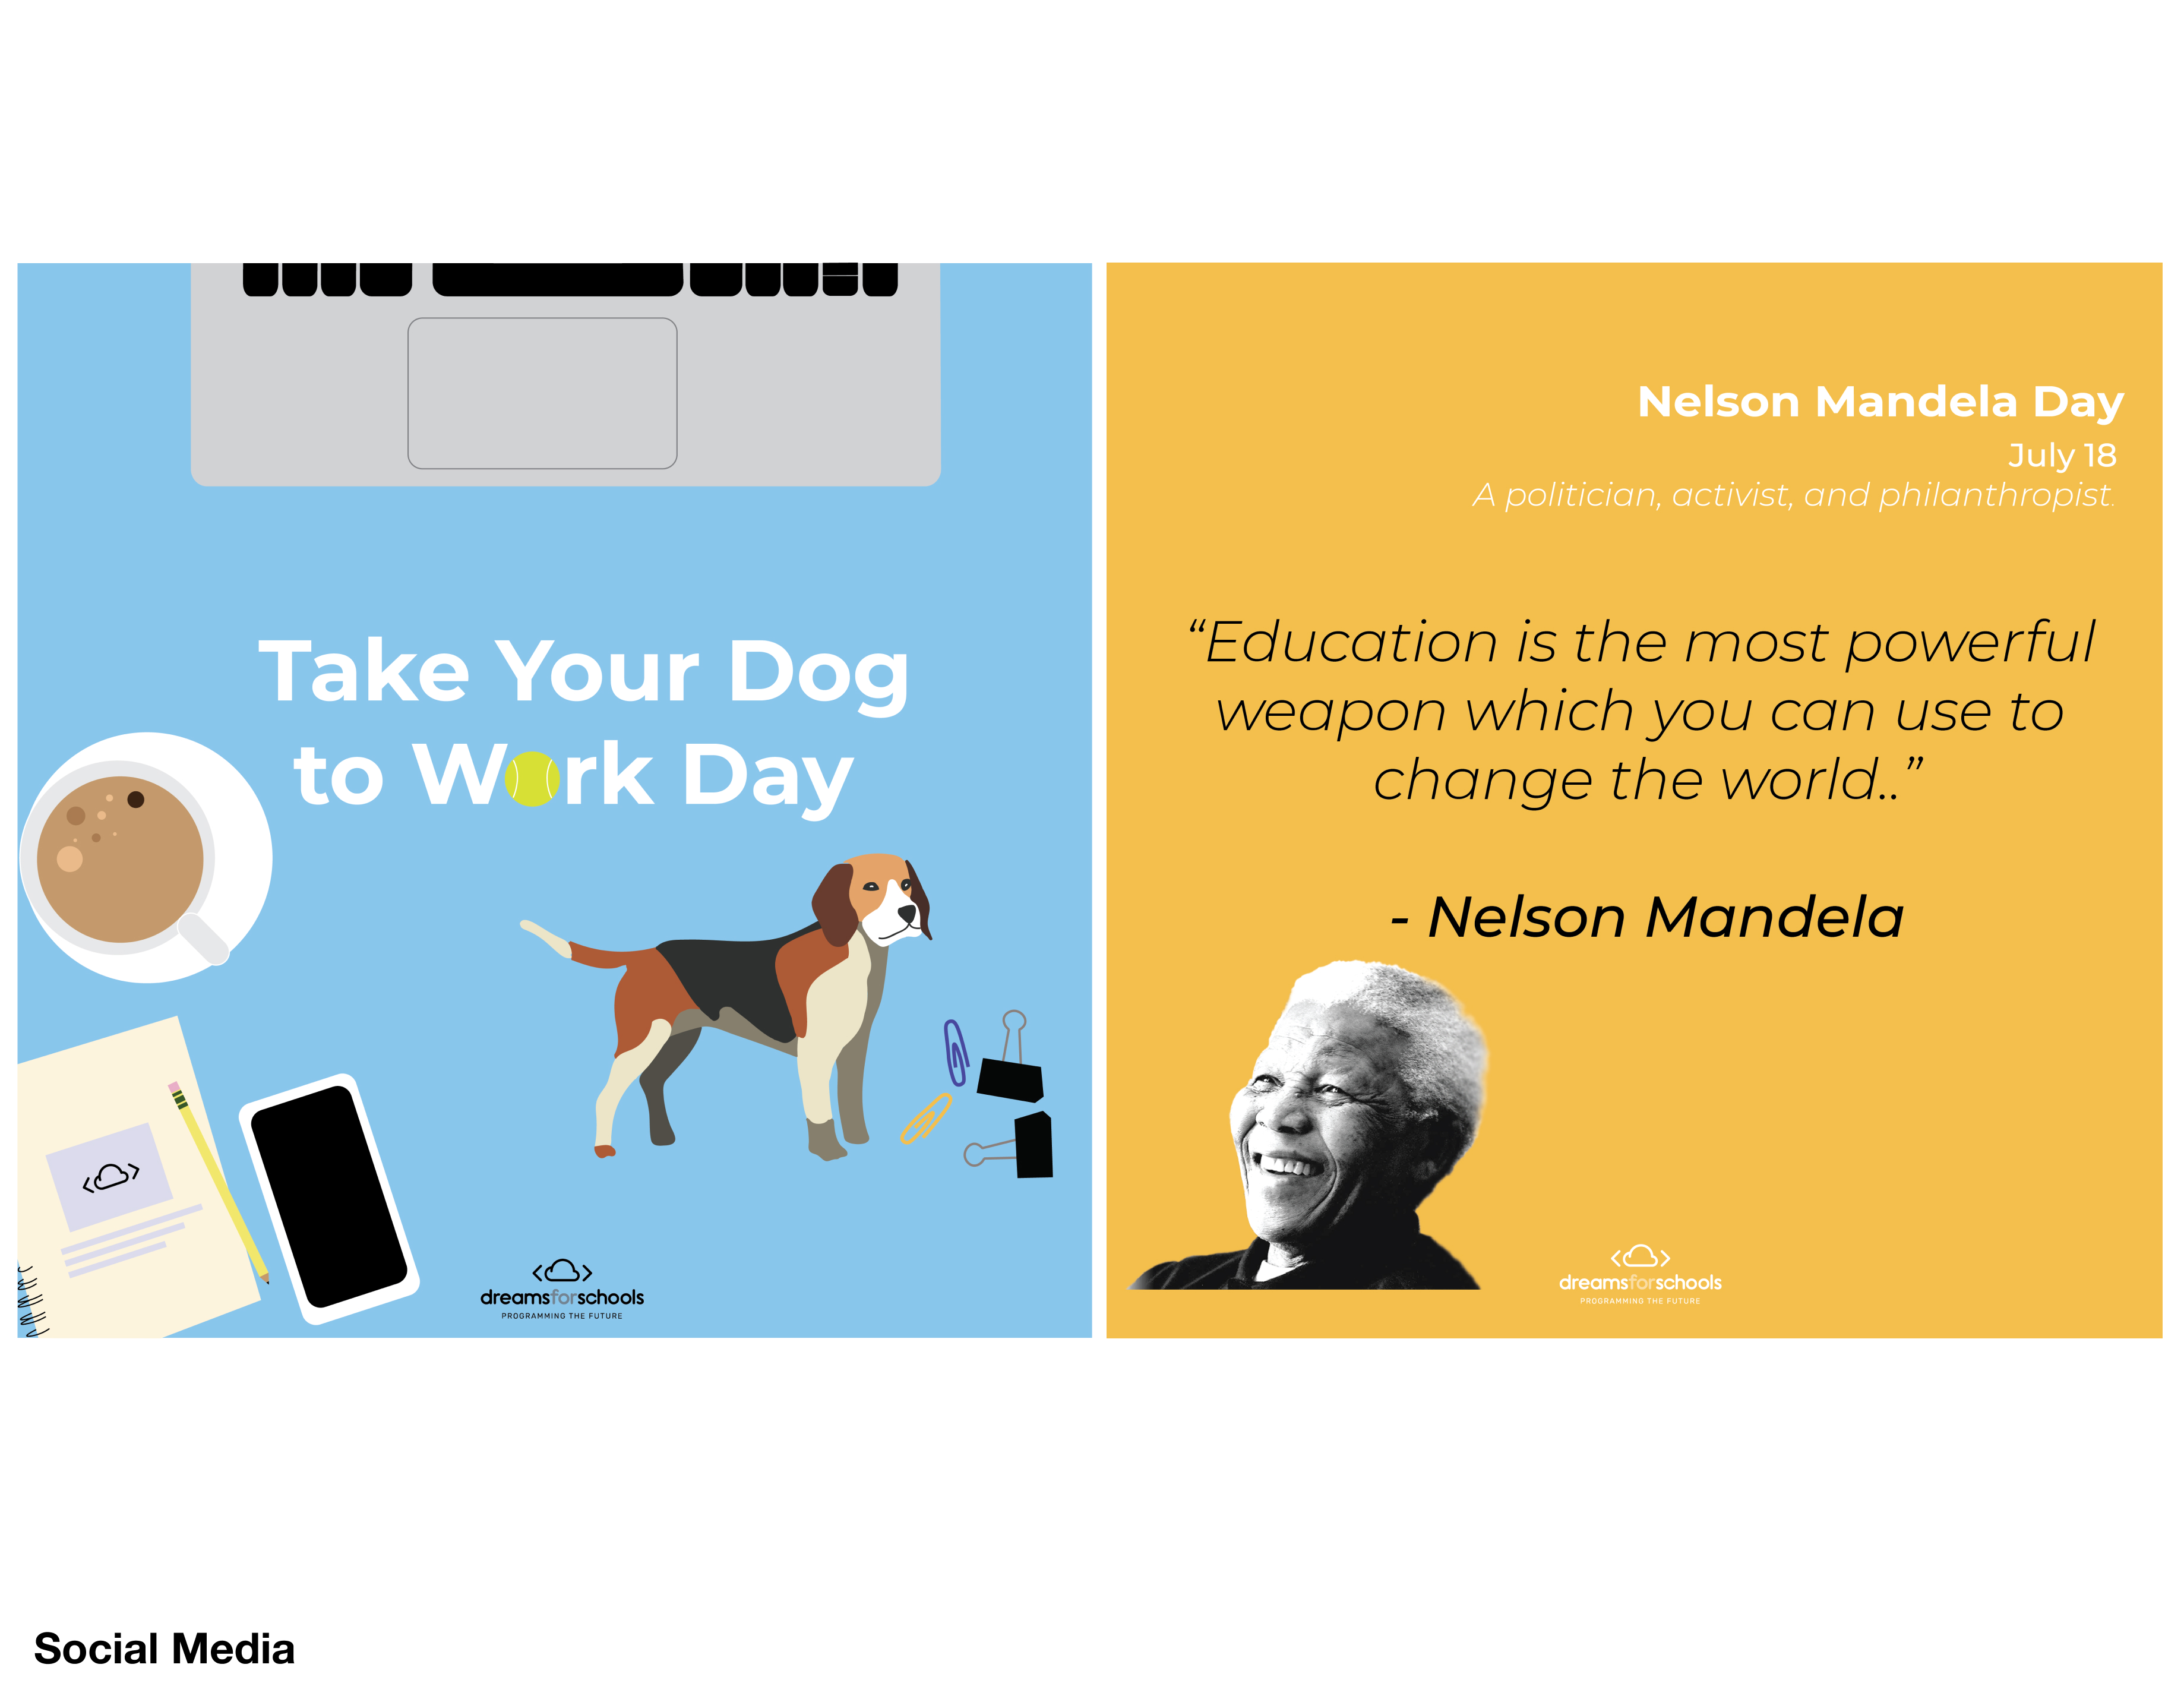 Take Your Dog
to Work Day
dreamsforschools
PROGRAMMING THE FUTURE
Nelson Mandela Day
July 18
A politician, activist, and philanthropist.
“Education is the most powerful
weapon which you can use to
change the world..”
- Nelson Mandela
dreamsforschools
PROGRAMMING THE FUTURE
Social Media